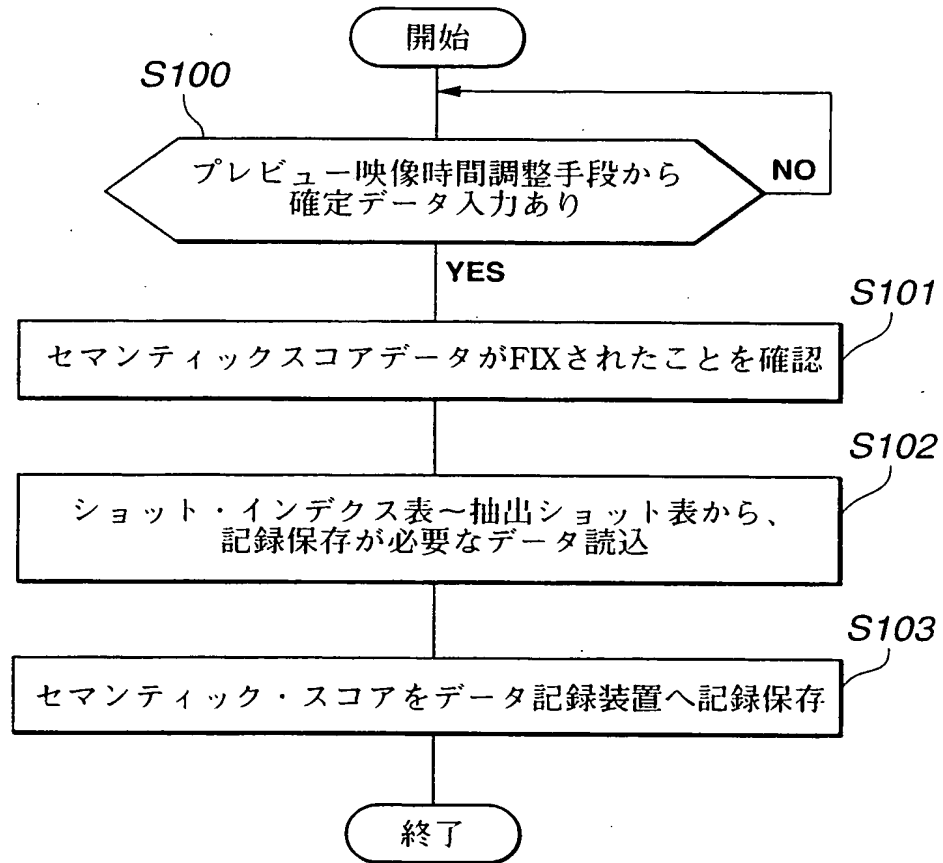 開始
S100
プレビュー映像時間調整手段から
確定データ入力あり
NO
YES
S101
セマンティックスコアデータがFIXされたことを確認
S102
ショット・インデクス表～抽出ショット表から、
記録保存が必要なデータ読込
S103
セマンティック・スコアをデータ記録装置へ記録保存
終了